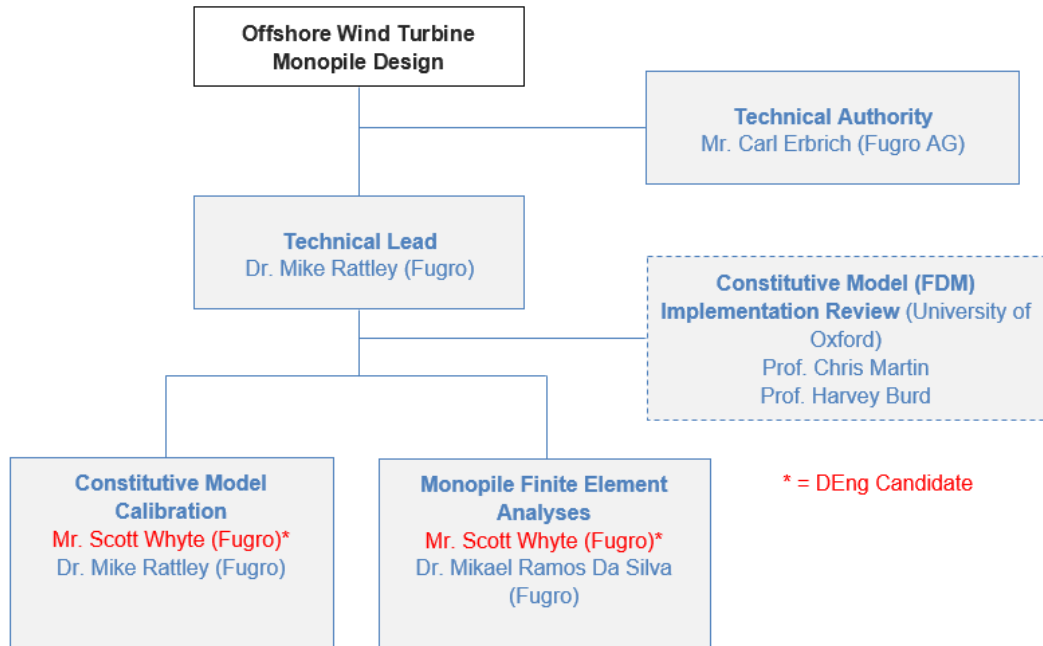 Offshore Wind Turbine
Monopile Design
Technical Authority
Mr. Carl Erbrich (Fugro AG)
Technical Lead
Dr. Mike Rattley (Fugro)
Constitutive Model (FDM)
Implementation Review (University of
Oxford)
Prof. Chris Martin
Prof. Harvey Burd
Constitutive Model
Calibration
Mr. Scott Whyte (Fugro)*
Dr. Mike Rattley (Fugro)
Monopile Finite Element
Analyses
Mr. Scott Whyte (Fugro)*
Dr. Mikael Ramos Da Silva
(Fugro)
* = DEng Candidate